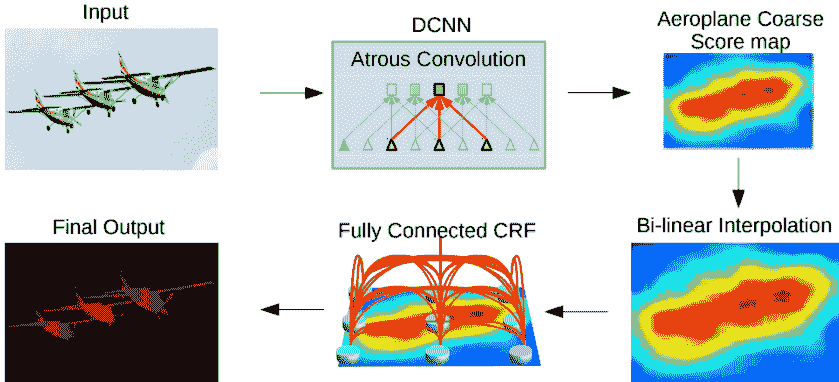 Input
DCNN
Atrous Convolution
Aeroplane Coarse
Score map
Bi-linear Interpolation
Fully Connected CRF
Final Output